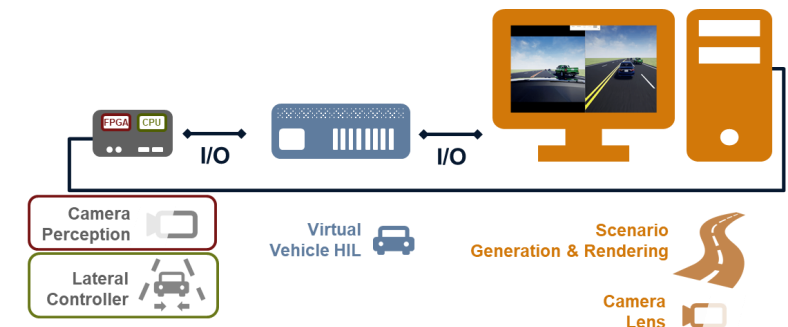 FPGA CPU
I/O
I/O
Camera
Perception
Lateral
Controller
Virtual
Vehicle HIL
Scenario
Generation & Rendering
Camera
Lens